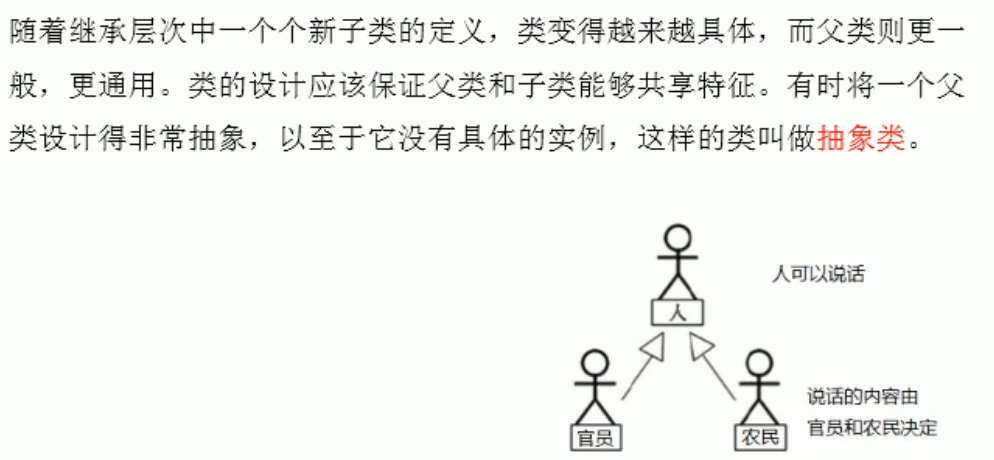 随着继承层次中一个个新子类的定义，类变得越来越具体，而父类则更一
般，更通用。类的设计应该保证父类和子类能够共享特征。有时将一个父
类设计得非常抽象，以至于它没有具体的实例，这样的类叫做抽象类。
人可以说话
人
说话的内容由
官员和农民决定
官员
农民